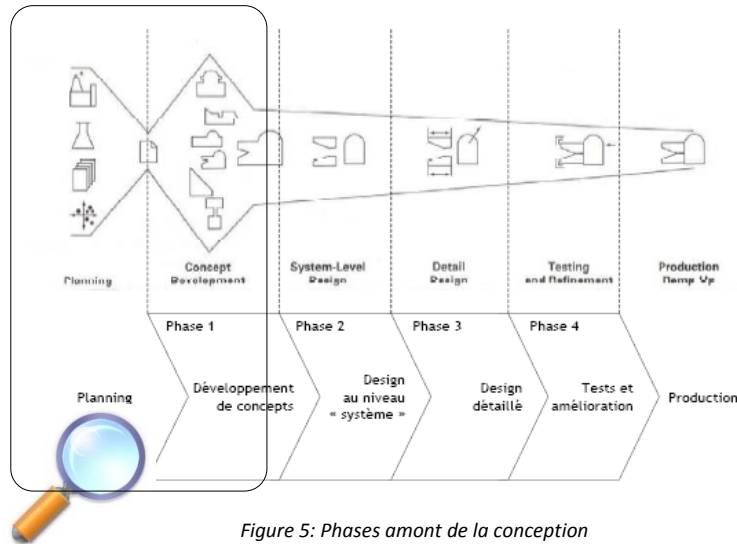 Planning
Concept
Development
System-Level
Design
Detail
Design
Testing
and Refinement
Production
Ramp-Up
Phase 1
Phase 2
Phase 3
Phase 4
Planning
Développement
de concepts
Design
au niveau
« système »
Design
détaillé
Tests et
amélioration
Production
Figure 5: Phases amont de la conception